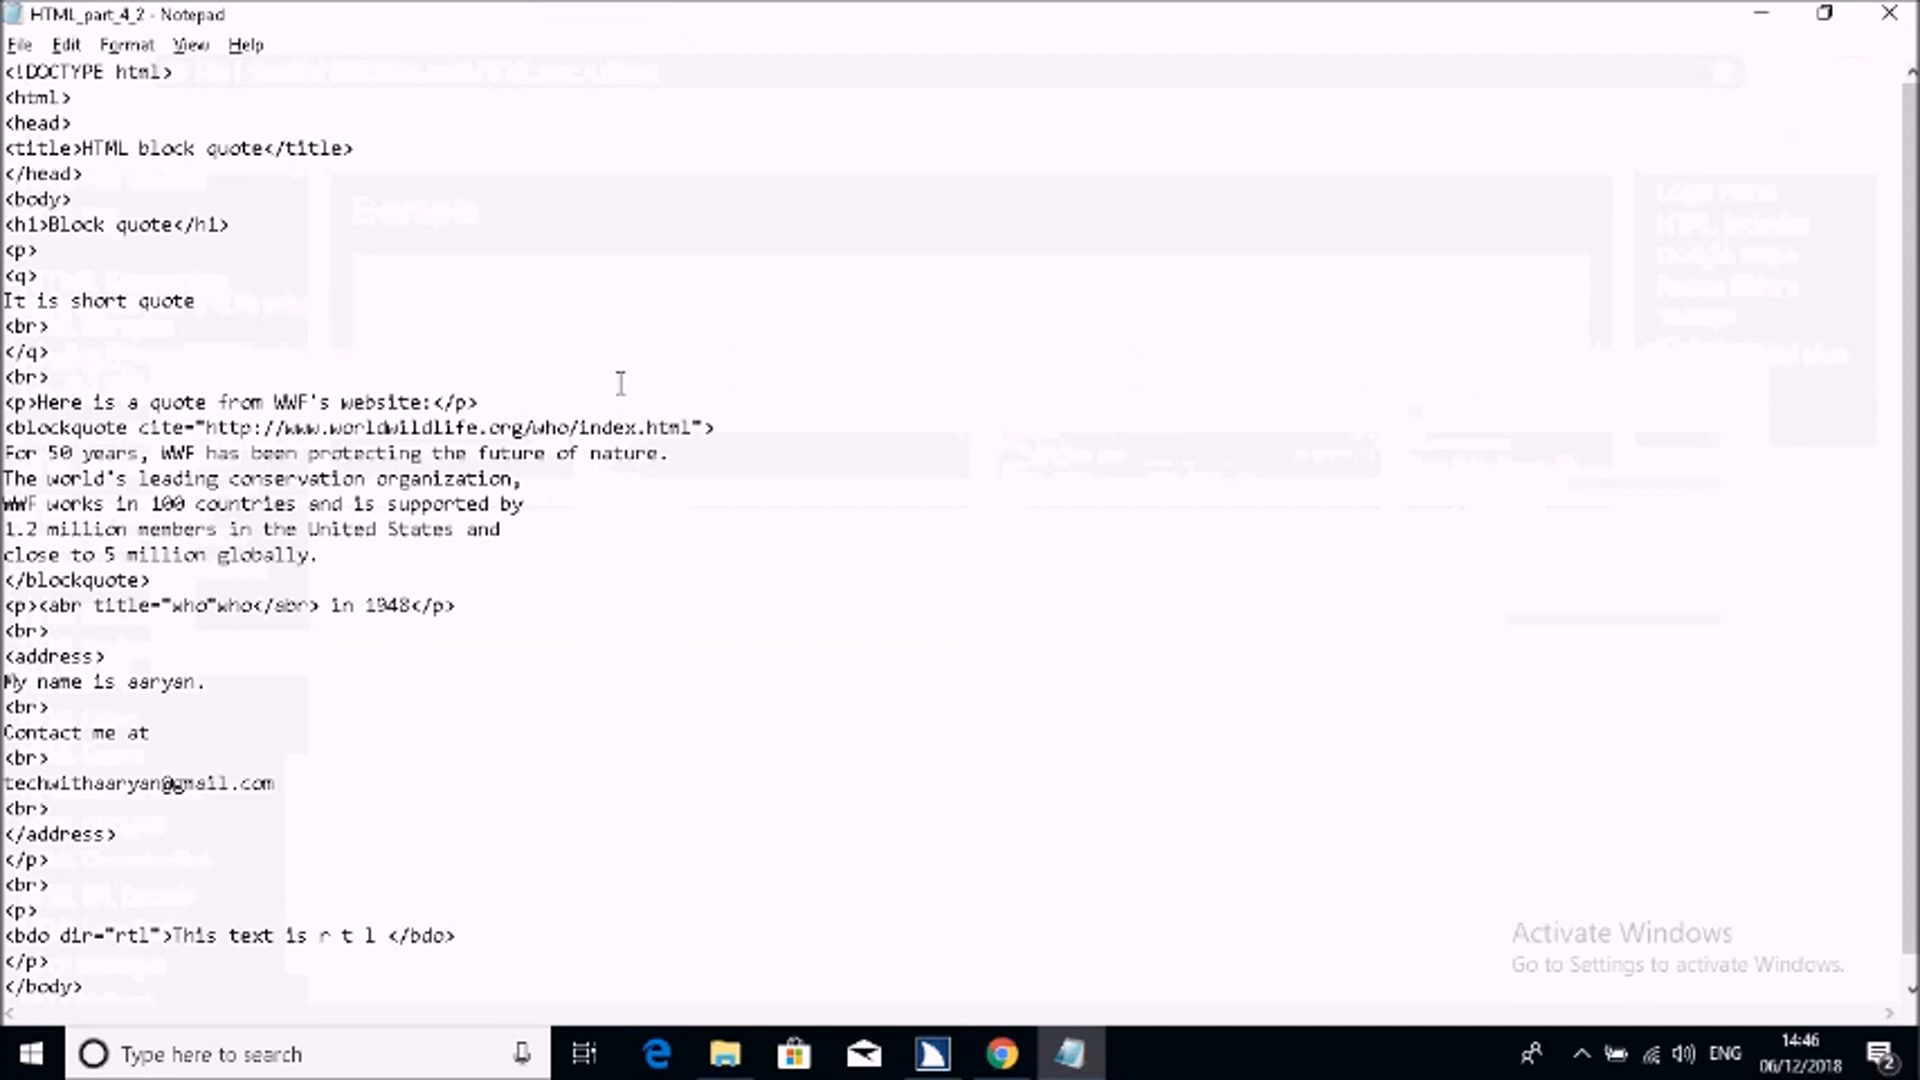 HTML_part_4_2 - Notepad
File Edit Format View Help
<!DOCTYPE html>
<html>
<head>
<title>HTML block quote</title>
</head>
<body>
<h1>Block quote</h1>
<p>
<q>
It is short quote
<br>
</q>
<br>
<p>Here is a quote from WWF's website:</p>
<blockquote cite="http://www.worldwildlife.org/who/index.html">
For 50 years, WWF has been protecting the future of nature.
The world's leading conservation organization,
WWF works in 100 countries and is supported by
1.2 million members in the United States and
close to 5 million globally.
</blockquote>
<p><abr title="who"who</abr> in 1948</p>
<br>
<address>
My name is aaryan.
<br>
Contact me at
<br>
techwithaaryan@gmail.com
<br>
</address>
</p>
<br>
<p>
<bdo dir="rtl">This text is r t l </bdo>
</p>
</body>
Example
Activate Windows
Go to Settings to activate Windows.
Type here to search
ENG
14:46
06/12/2018
2